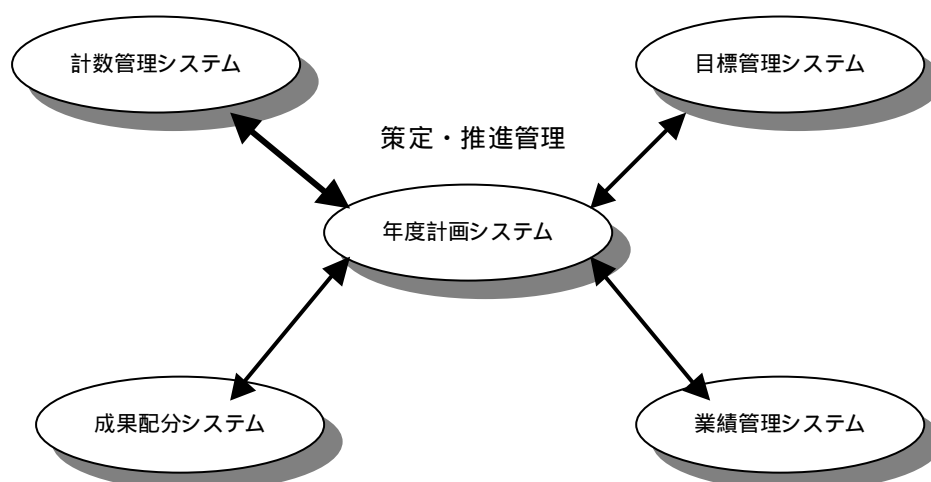 計数管理システム
目標管理システム
策定・推進管理
年度計画システム
成果配分システム
業績管理システム